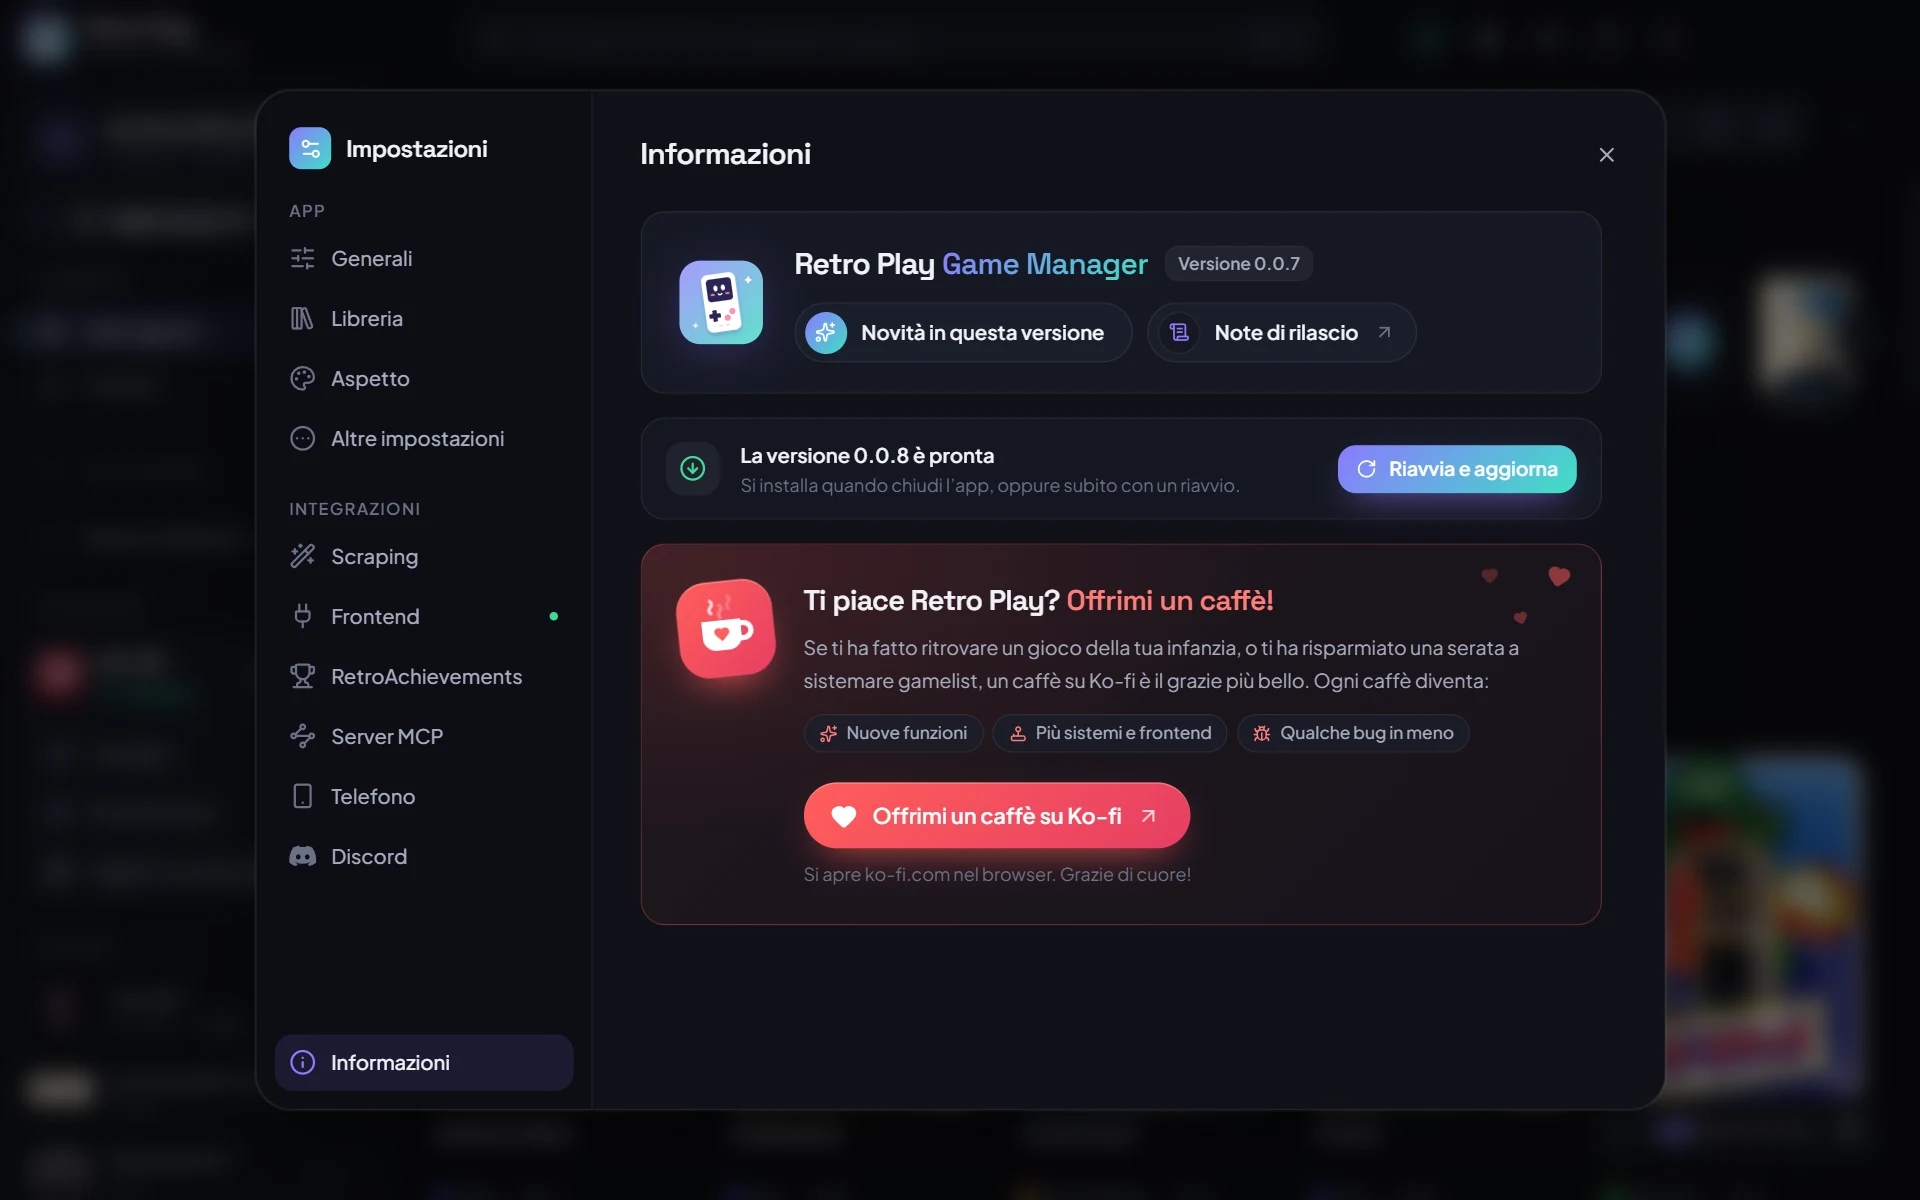 Impostazioni
APP
Generali
Libreria
Aspetto
Altre impostazioni
INTEGRAZIONI
Scraping
Frontend
RetroAchievements
Server MCP
Telefono
Discord
Informazioni
Informazioni
Retro Play Game Manager
Versione 0.0.7
Novità in questa versione
Note di rilascio
La versione 0.0.8 è pronta
Si installa quando chiudi l'app, oppure subito con un riavvio.
Riavvia e aggiorna
Ti piace Retro Play? Offrimi un caffè!
Se ti ha fatto ritrovare un gioco della tua infanzia, o ti ha risparmiato una serata a
sistemare gamelist, un caffè su Ko-fi è il grazie più bello. Ogni caffè diventa:
Nuove funzioni
Più sistemi e frontend
Qualche bug in meno
Offrimi un caffè su Ko-fi
Si apre ko-fi.com nel browser. Grazie di cuore!